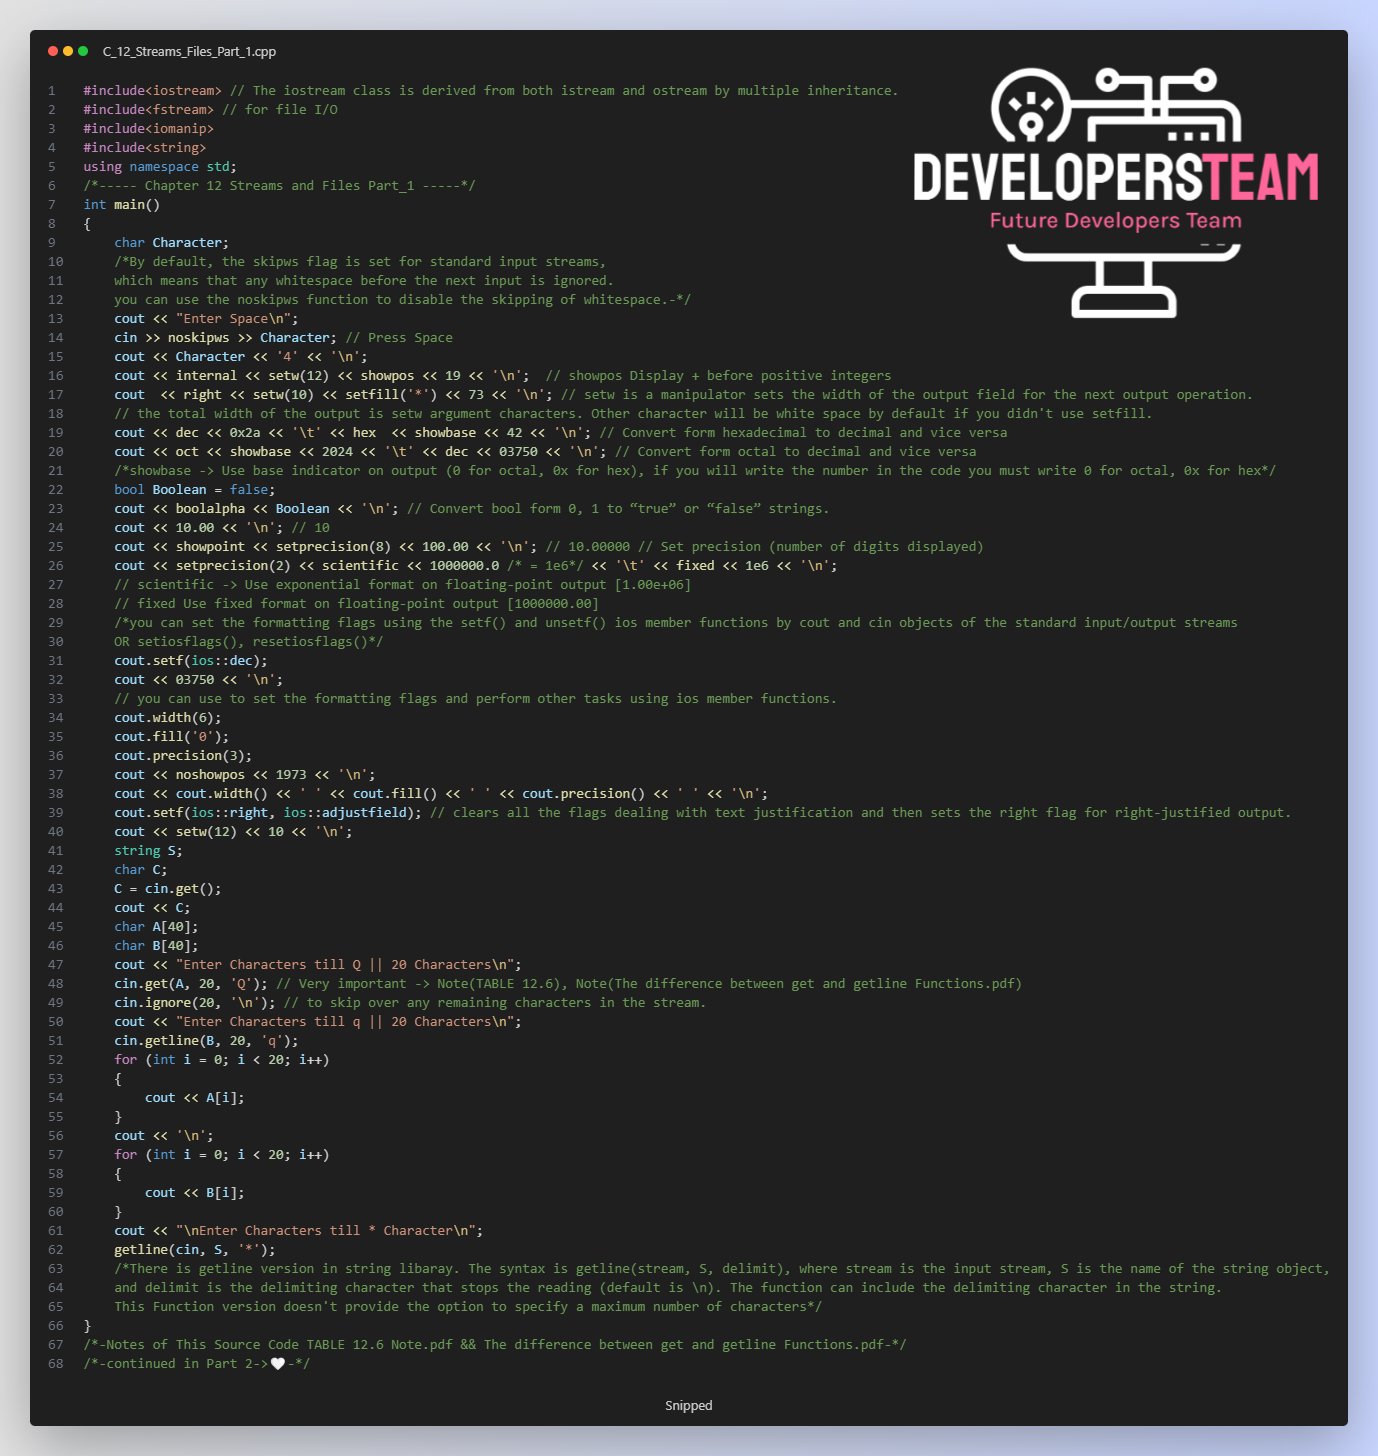 C_12_Streams_Files_Part_1.cpp
DEVELOPERSTEAM
Future Developers Team
1 #include<iostream> // The iostream class is derived from both istream and ostream by multiple inheritance.
2 #include<fstream> // for file I/O
3 #include<iomanip>
4 #include<string>
5 using namespace std;
6 /*----- Chapter 12 Streams and Files Part_1 -----*/
7 int main()
8 {
9     char Character;
10     /*By default, the skipws flag is set for standard input streams,
11     which means that any whitespace before the next input is ignored.
12     you can use the noskipws function to disable the skipping of whitespace.-*/
13     cout << "Enter Space\n";
14     cin >> noskipws >> Character; // Press Space
15     cout << Character << '4' << '\n';
16     cout << internal << setw(12) << showpos << 19 << '\n';  // showpos Display + before positive integers
17     cout  << right << setw(10) << setfill('*') << 73 << '\n'; // setw is a manipulator sets the width of the output field for the next output operation.
18     // the total width of the output is setw argument characters. Other character will be white space by default if you didn't use setfill.
19     cout << dec << 0x2a << '\t' << hex  << showbase << 42 << '\n'; // Convert form hexadecimal to decimal and vice versa
20     cout << oct << showbase << 2024 << '\t' << dec << 03750 << '\n'; // Convert form octal to decimal and vice versa
21     /*showbase -> Use base indicator on output (0 for octal, 0x for hex), if you will write the number in the code you must write 0 for octal, 0x for hex*/
22     bool Boolean = false;
23     cout << boolalpha << Boolean << '\n'; // Convert bool form 0, 1 to “true” or “false” strings.
24     cout << 10.00 << '\n'; // 10
25     cout << showpoint << setprecision(8) << 100.00 << '\n'; // 10.00000 // Set precision (number of digits displayed)
26     cout << setprecision(2) << scientific << 1000000.0 /* = 1e6*/ << '\t' << fixed << 1e6 << '\n';
27     // scientific -> Use exponential format on floating-point output [1.00e+06]
28     // fixed Use fixed format on floating-point output [1000000.00]
29     /*you can set the formatting flags using the setf() and unsetf() ios member functions by cout and cin objects of the standard input/output streams
30     OR setiosflags(), resetiosflags()*/
31     cout.setf(ios::dec);
32     cout << 03750 << '\n';
33     // you can use to set the formatting flags and perform other tasks using ios member functions.
34     cout.width(6);
35     cout.fill('0');
36     cout.precision(3);
37     cout << noshowpos << 1973 << '\n';
38     cout << cout.width() << ' ' << cout.fill() << ' ' << cout.precision() << ' ' << '\n';
39     cout.setf(ios::right, ios::adjustfield); // clears all the flags dealing with text justification and then sets the right flag for right-justified output.
40     cout << setw(12) << 10 << '\n';
41     string S;
42     char C;
43     C = cin.get();
44     cout << C;
45     char A[40];
46     char B[40];
47     cout << "Enter Characters till Q || 20 Characters\n";
48     cin.get(A, 20, 'Q'); // Very important -> Note(TABLE 12.6), Note(The difference between get and getline Functions.pdf)
49     cin.ignore(20, '\n'); // to skip over any remaining characters in the stream.
50     cout << "Enter Characters till q || 20 Characters\n";
51     cin.getline(B, 20, 'q');
52     for (int i = 0; i < 20; i++)
53     {
54         cout << A[i];
55     }
56     cout << '\n';
57     for (int i = 0; i < 20; i++)
58     {
59         cout << B[i];
60     }
61     cout << "\nEnter Characters till * Character\n";
62     getline(cin, S, '*');
63     /*There is getline version in string libaray. The syntax is getline(stream, S, delimit), where stream is the input stream, S is the name of the string object,
64     and delimit is the delimiting character that stops the reading (default is \n). The function can include the delimiting character in the string.
65     This Function version doesn't provide the option to specify a maximum number of characters*/
66 }
67 /*-Notes of This Source Code TABLE 12.6 Note.pdf && The difference between get and getline Functions.pdf-*/
68 /*-continued in Part 2->🤍-*/
Snipped